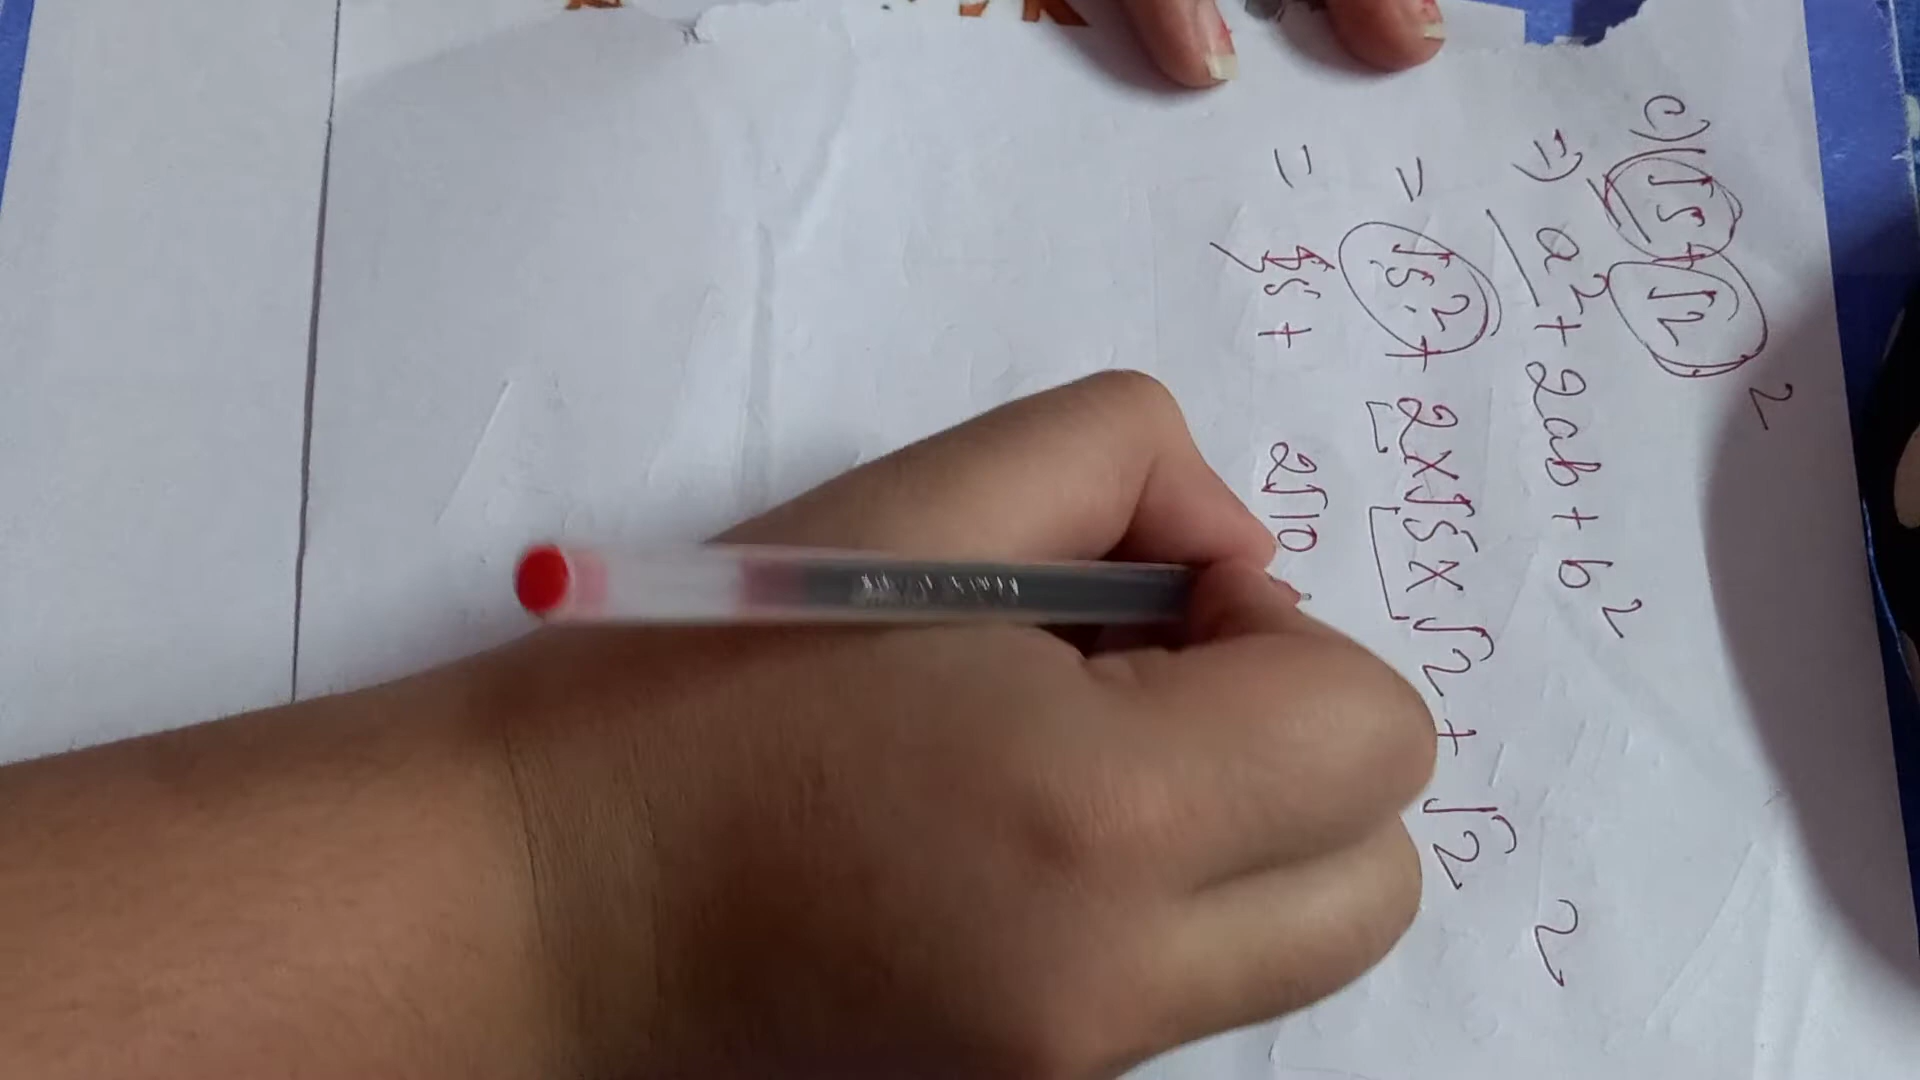 c) (√5 + √2)²
⇒ a² + 2ab + b²
= √5² + 2 × √5 × √2 + √2²
= 5 + 2√10